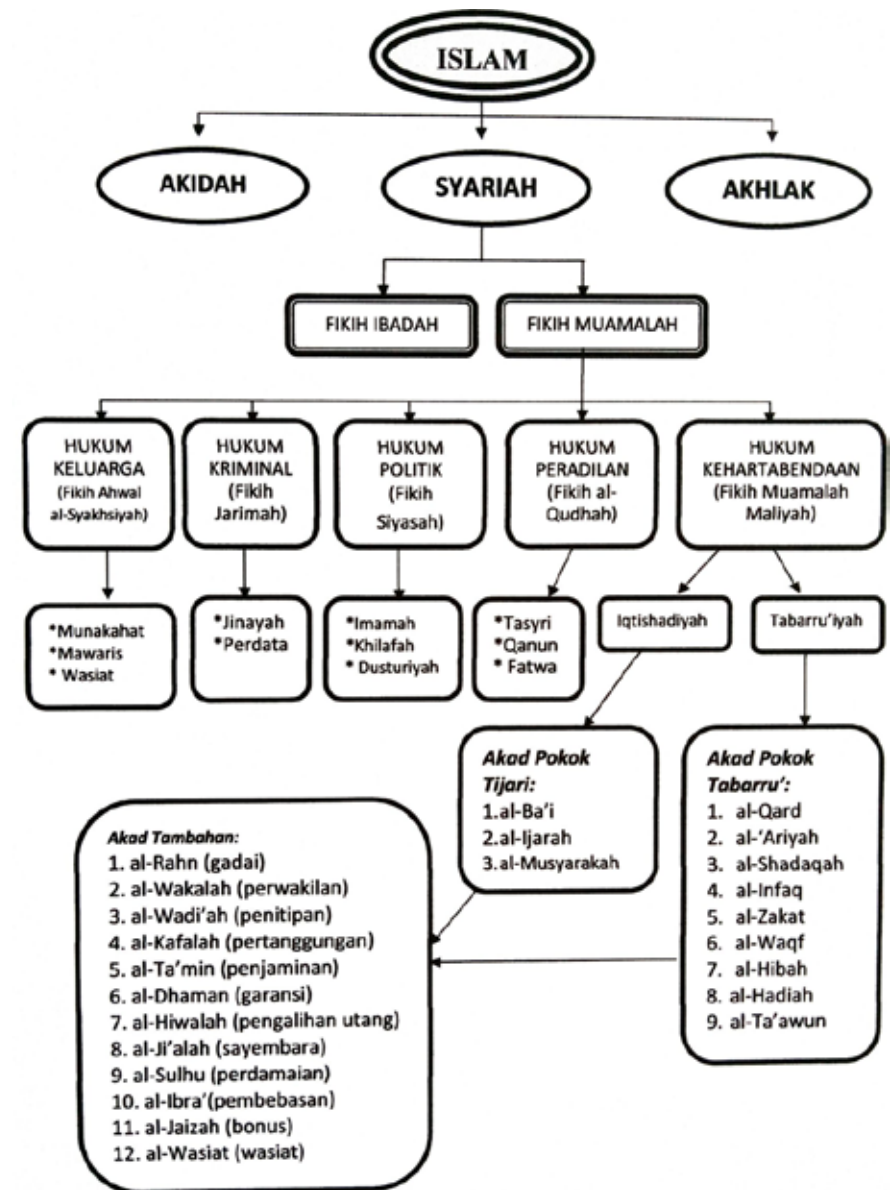 ISLAM
AKIDAH
SYARIAH
AKHLAK
FIKIH IBADAH
FIKIH MUAMALAH
HUKUM
KELUARGA
(Fikih Ahwal
al-Syakhsiyah)
HUKUM
KRIMINAL
(Fikih
Jarimah)
HUKUM
POLITIK
(Fikih
Siyasah)
HUKUM
PERADILAN
(Fikih al-
Qudhah)
HUKUM
KEHARTABENDAAN
(Fikih Muamalah
Maliyah)
*Munakahat
*Mawaris
* Wasiat
*Jinayah
*Perdata
*Imamah
*Khilafah
* Dusturiyah
*Tasyri
*Qanun
* Fatwa
Iqtishadiyah
Tabarru'iyah
Akad Pokok
Tijari:
1.al-Ba'i
2.al-Ijarah
3.al-Musyarakah
Akad Pokok
Tabarru':
1. al-Qard
2. al-'Ariyah
3. al-Shadaqah
4. al-Infaq
5. al-Zakat
6. al-Waqf
7. al-Hibah
8. al-Hadiah
9. al-Ta'awun
Akad Tambahan:
1. al-Rahn (gadai)
2. al-Wakalah (perwakilan)
3. al-Wadi'ah (penitipan)
4. al-Kafalah (pertanggungan)
5. al-Ta'min (penjaminan)
6. al-Dhaman (garansi)
7. al-Hiwalah (pengalihan utang)
8. al-Ji'alah (sayembara)
9. al-Sulhu (perdamaian)
10. al-Ibra'(pembebasan)
11. al-Jaizah (bonus)
12. al-Wasiat (wasiat)